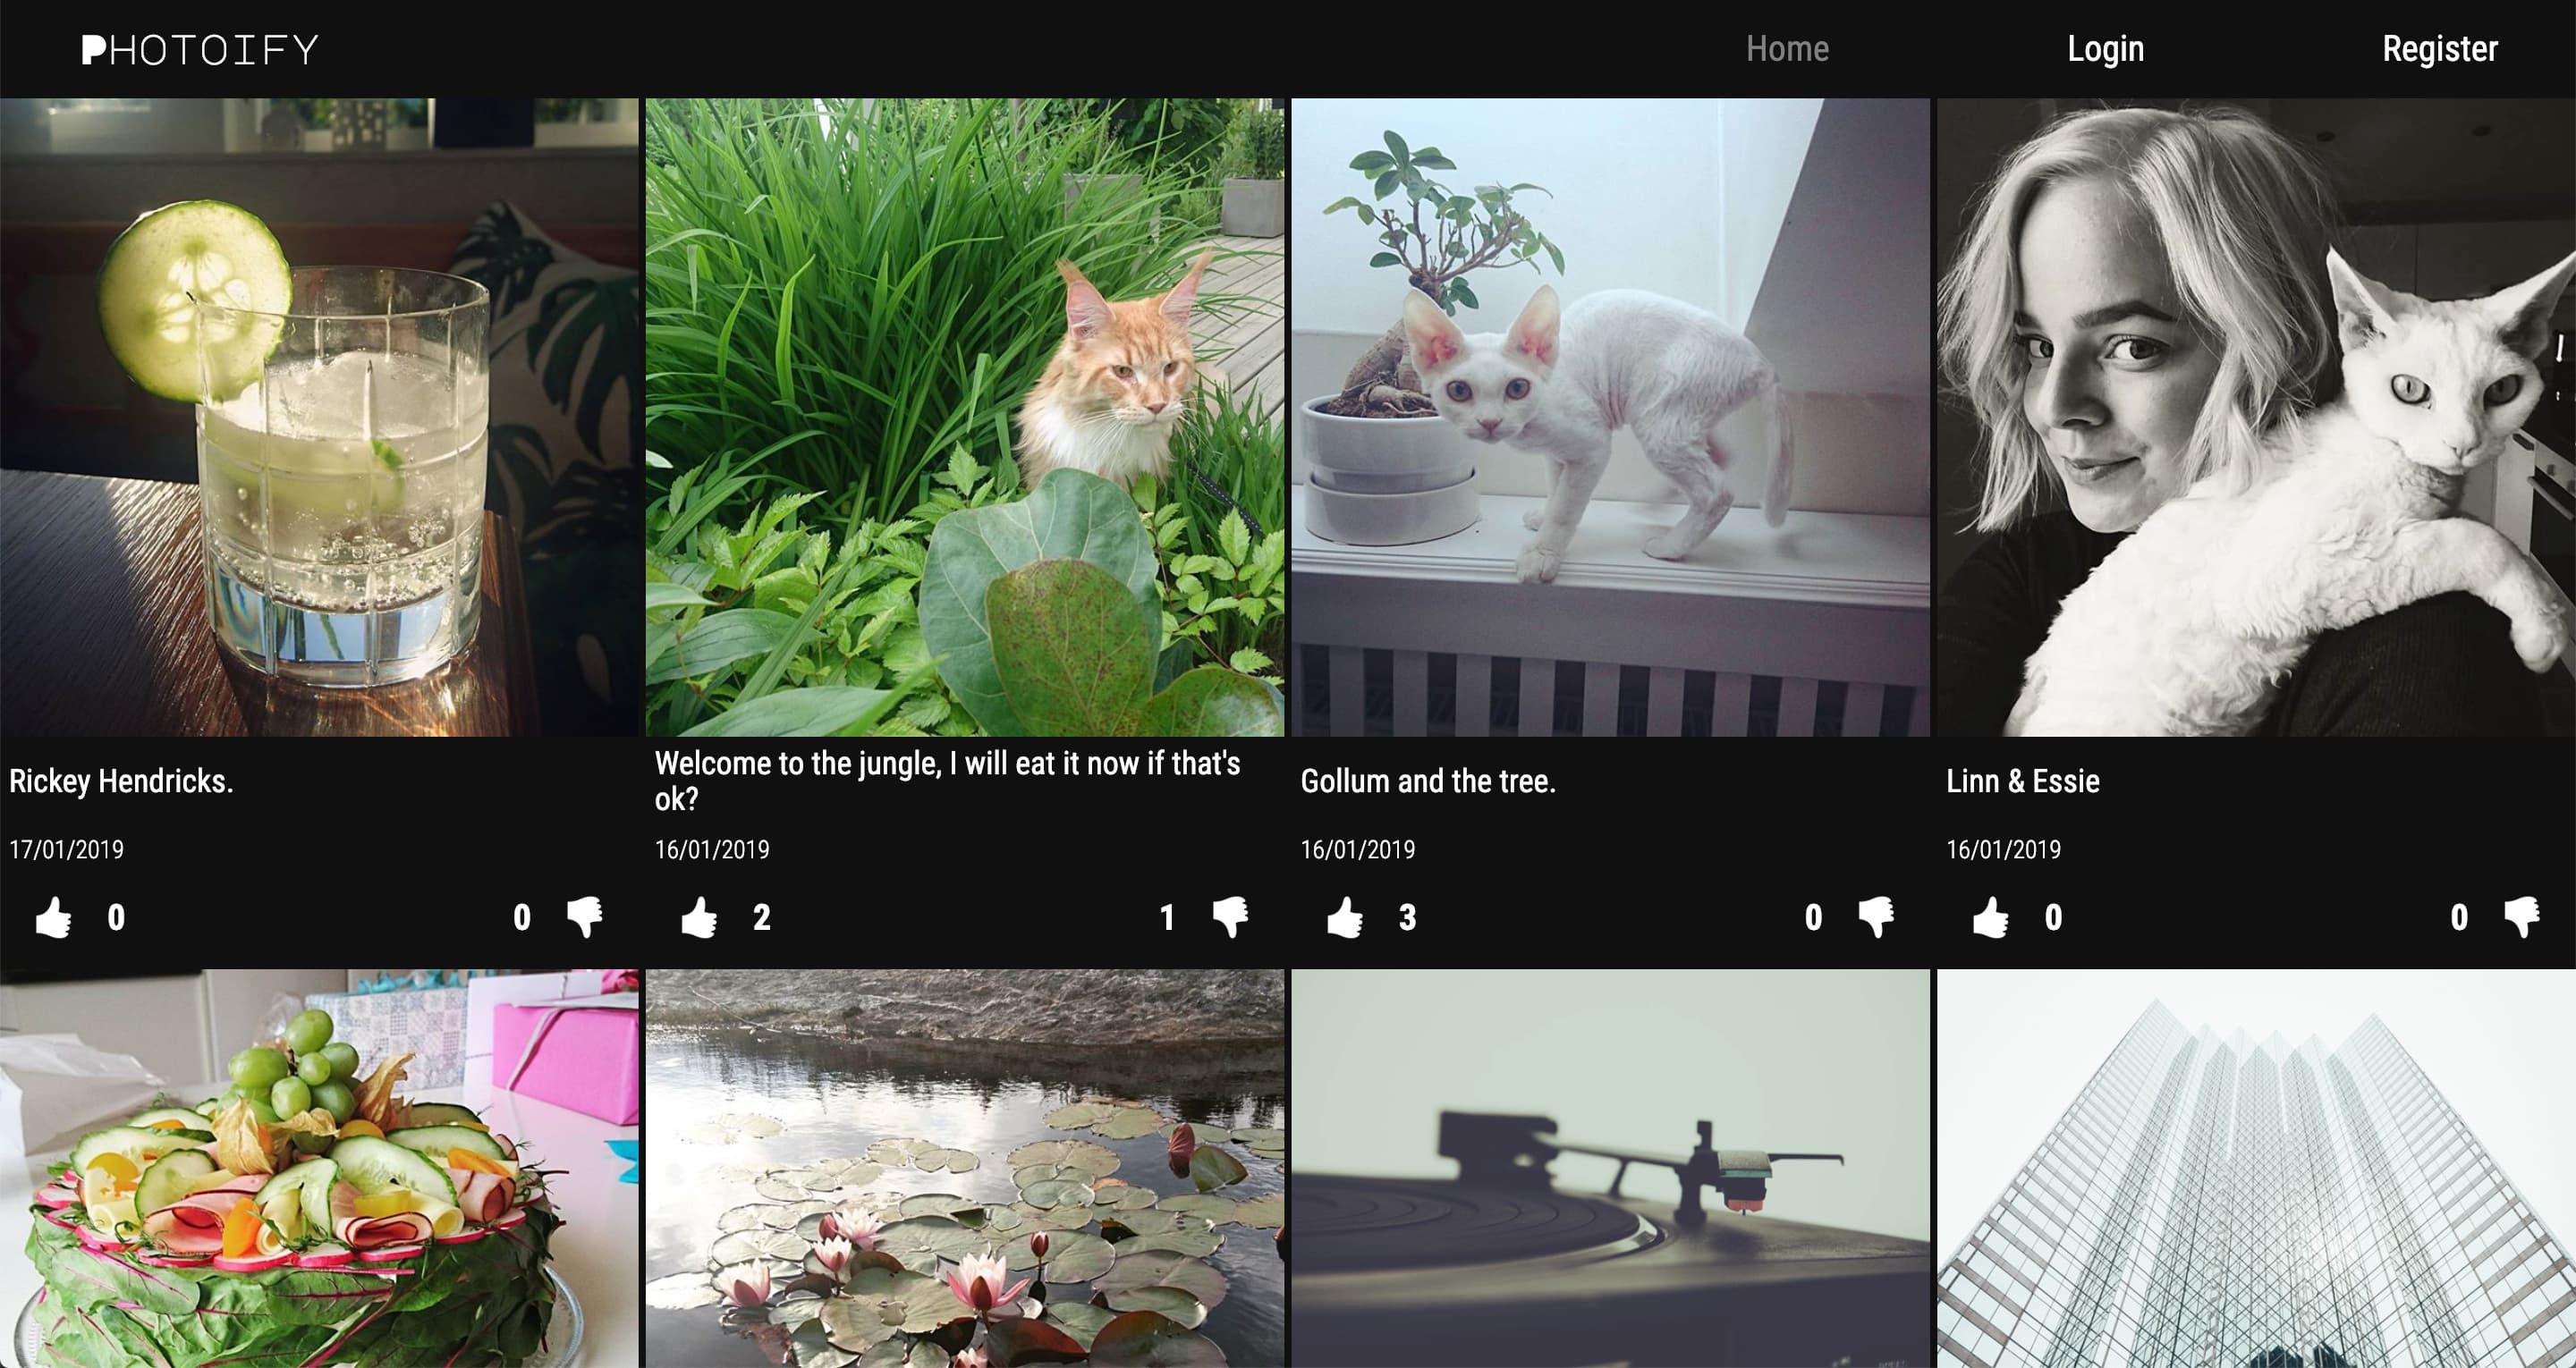 PHOTOIFY
Home
Login
Register
Rickey Hendricks.
17/01/2019
0
0
Welcome to the jungle, I will eat it now if that's
ok?
16/01/2019
2
1
Gollum and the tree.
16/01/2019
3
0
Linn & Essie
16/01/2019
0
0